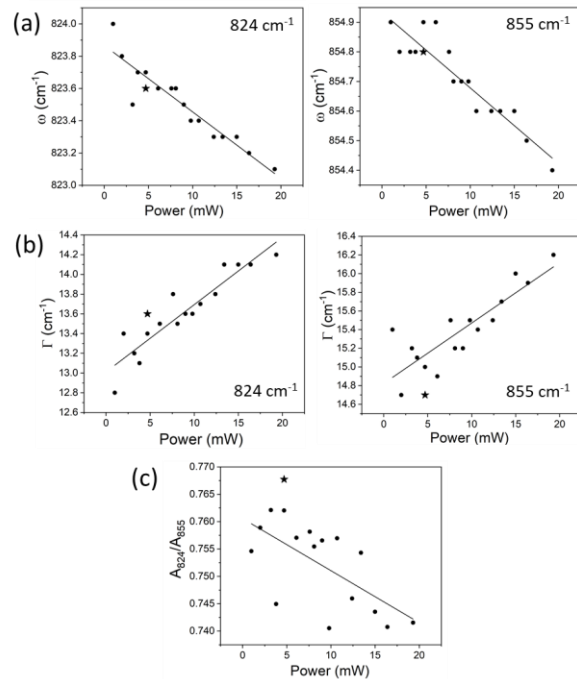 (a)
824 cm⁻¹
824.0
823.8
823.6
823.4
823.2
823.0
ω (cm⁻¹)
0 5 10 15 20
Power (mW)
855 cm⁻¹
854.9
854.8
854.7
854.6
854.5
854.4
ω (cm⁻¹)
0 5 10 15 20
Power (mW)
(b)
14.4
14.2
14.0
13.8
13.6
13.4
13.2
13.0
12.8
12.6
Γ (cm⁻¹)
824 cm⁻¹
0 5 10 15 20
Power (mW)
16.4
16.2
16.0
15.8
15.6
15.4
15.2
15.0
14.8
14.6
Γ (cm⁻¹)
855 cm⁻¹
0 5 10 15 20
Power (mW)
(c)
0.770
0.765
0.760
0.755
0.750
0.745
0.740
A₈₂₄/A₈₅₅
0 5 10 15 20
Power (mW)